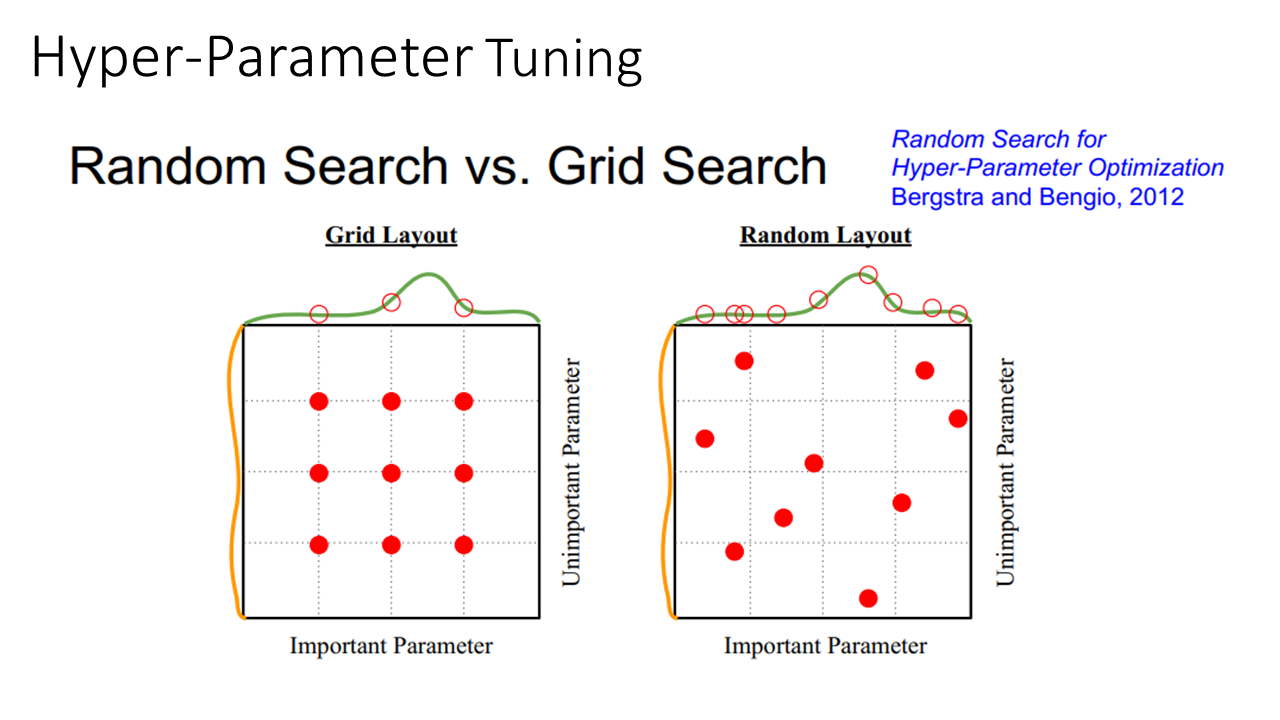 Hyper-Parameter Tuning
Random Search vs. Grid Search
Random Search for
Hyper-Parameter Optimization
Bergstra and Bengio, 2012
Grid Layout
Unimportant Parameter
Important Parameter
Random Layout
Unimportant Parameter
Important Parameter